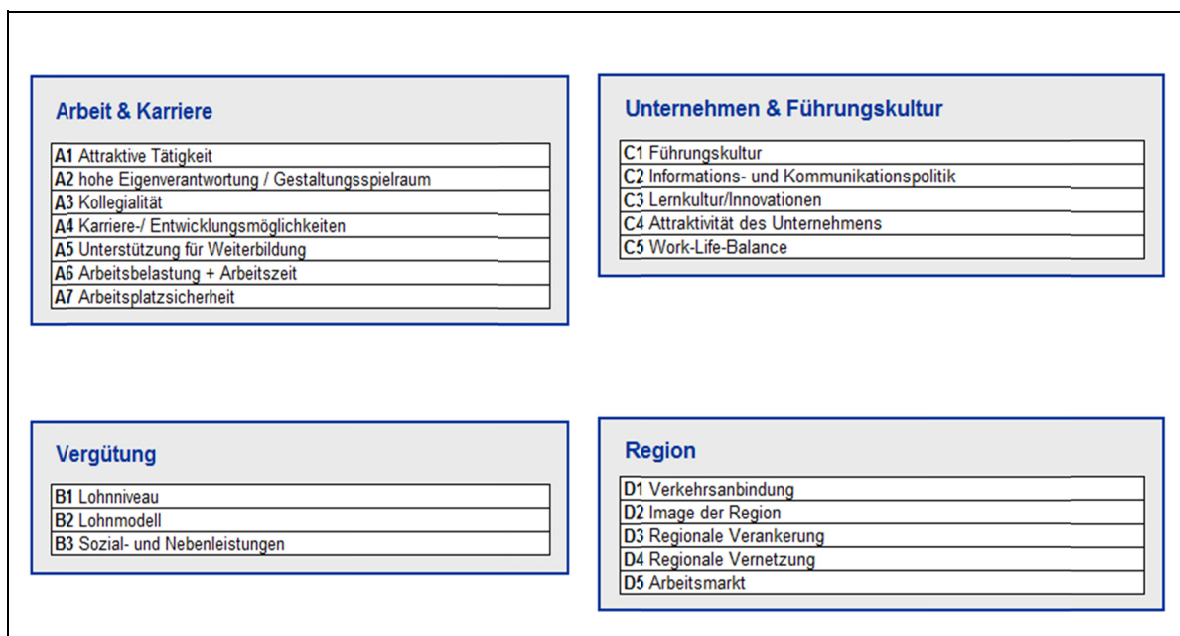 Arbeit & Karriere
A1 Attraktive Tätigkeit
A2 hohe Eigenverantwortung / Gestaltungsspielraum
A3 Kollegialität
A4 Karriere-/ Entwicklungsmöglichkeiten
A5 Unterstützung für Weiterbildung
A6 Arbeitsbelastung + Arbeitszeit
A7 Arbeitsplatzsicherheit
Unternehmen & Führungskultur
C1 Führungskultur
C2 Informations- und Kommunikationspolitik
C3 Lernkultur/Innovationen
C4 Attraktivität des Unternehmens
C5 Work-Life-Balance
Vergütung
B1 Lohnniveau
B2 Lohnmodell
B3 Sozial- und Nebenleistungen
Region
D1 Verkehrsanbindung
D2 Image der Region
D3 Regionale Verankerung
D4 Regionale Vernetzung
D5 Arbeitsmarkt